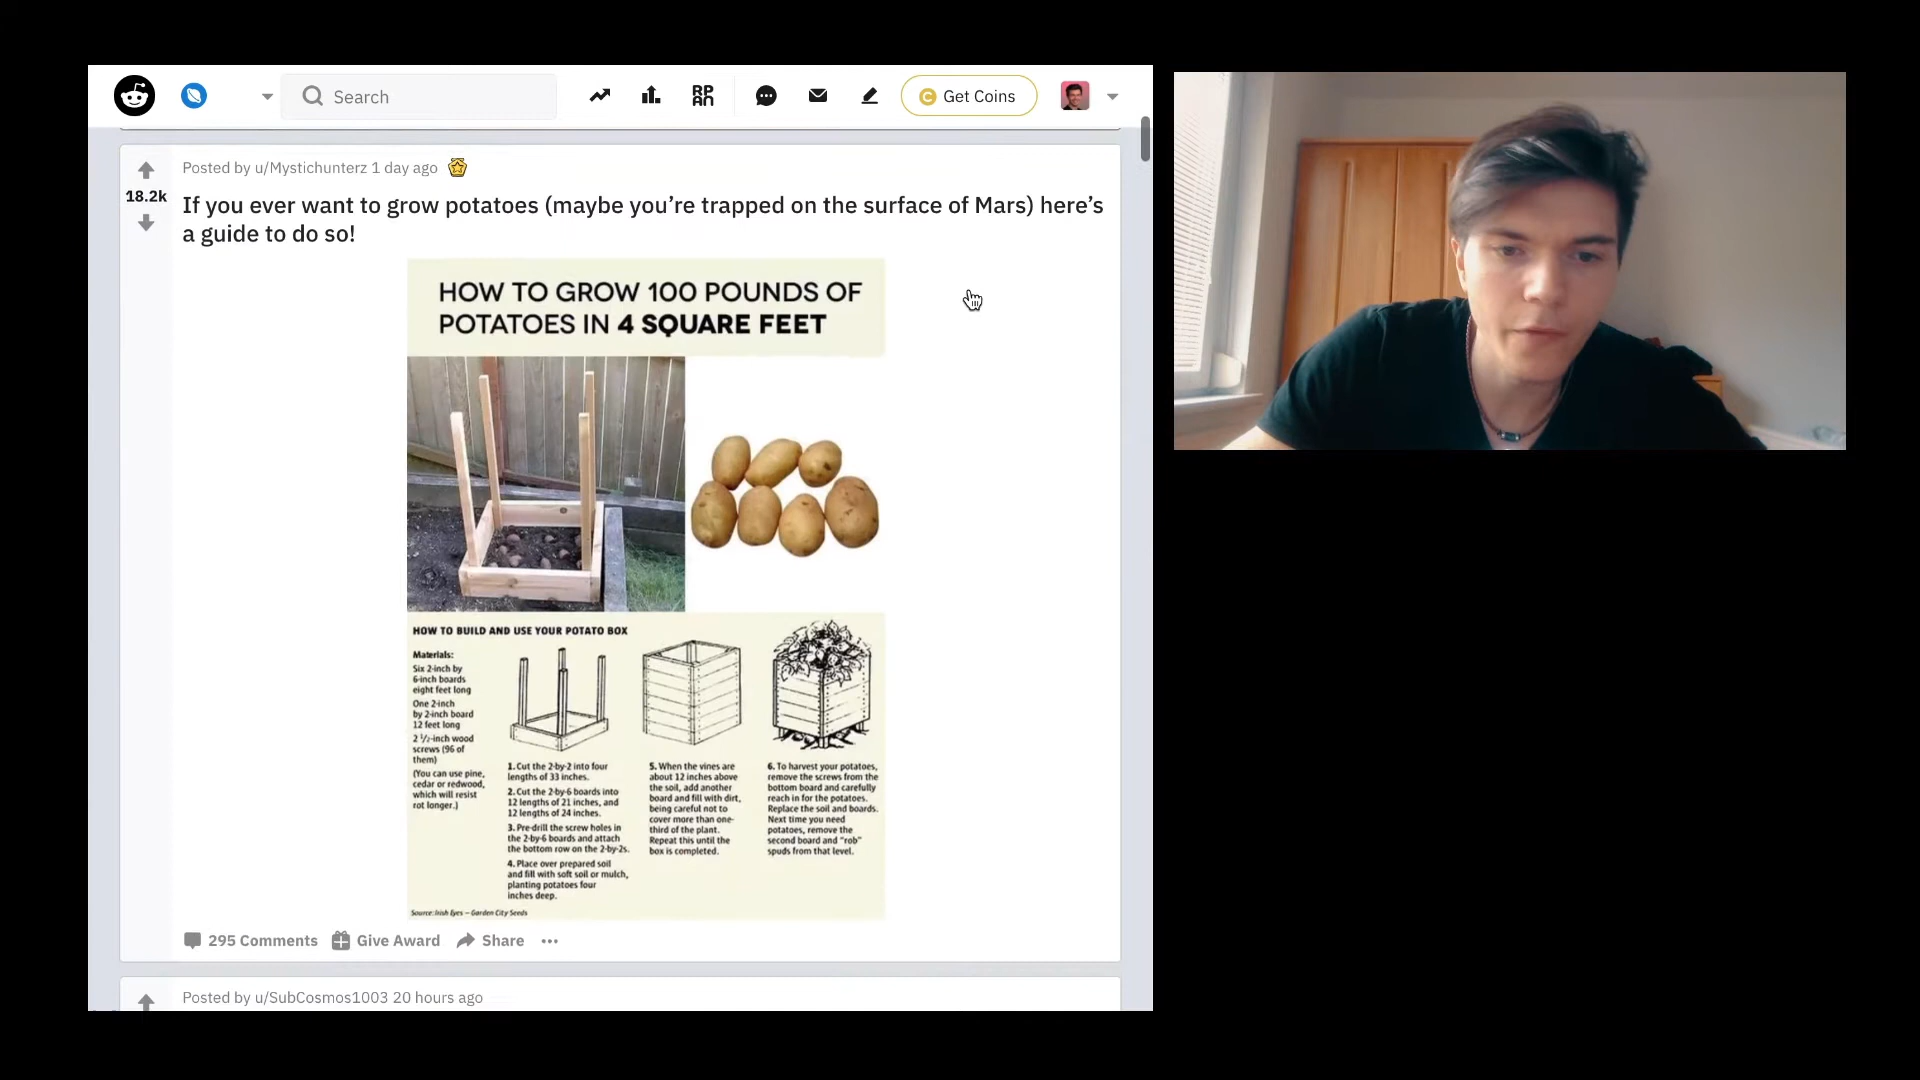 Search
Get Coins
Posted by u/Mystichunterz 1 day ago
18.2k
If you ever want to grow potatoes (maybe you’re trapped on the surface of Mars) here’s
a guide to do so!
HOW TO GROW 100 POUNDS OF
POTATOES IN 4 SQUARE FEET
HOW TO BUILD AND USE YOUR POTATO BOX
Materials:
Six 2-inch by
6-inch boards
eight feet long
One 2-inch
by 2-inch board
12 feet long
2 1/2-inch wood
screws (96 of
them)
(You can use pine,
cedar or redwood,
which will resist
rot longer.)
1. Cut the 2-by-2 into four
lengths of 33 inches.
2. Cut the 2-by-6 boards into
12 lengths of 21 inches, and
12 lengths of 24 inches.
3. Pre-drill the screw holes in
the 2-by-6 boards and attach
the bottom row on the 2-by-2s.
4. Place over prepared soil
and fill with soft soil or mulch,
planting potatoes four
inches deep.
5. When the vines are
about 12 inches above
the soil, add another
board and fill with dirt,
being careful not to
cover more than one-
third of the plant.
Repeat this until the
box is completed.
6. To harvest your potatoes,
remove the screws from the
bottom board and carefully
reach in for the potatoes.
Replace the soil and boards.
Next time you need
potatoes, remove the
second board and "rob"
spuds from that level.
Source: Irish Eyes – Garden City Seeds
295 Comments
Give Award
Share
Posted by u/SubCosmos1003 20 hours ago